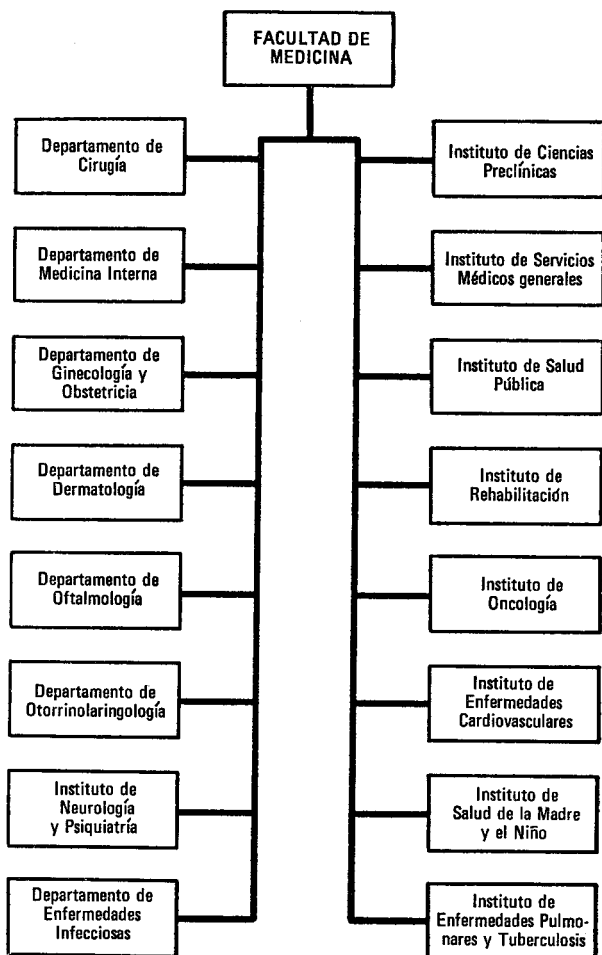 FACULTAD DE
MEDICINA
Departamento de
Cirugía
Departamento de
Medicina Interna
Departamento de
Ginecología y
Obstetricia
Departamento de
Dermatología
Departamento de
Oftalmología
Departamento de
Otorrinolaringología
Instituto de
Neurología
y Psiquiatría
Departamento de
Enfermedades
Infecciosas
Instituto de Ciencias
Preclínicas
Instituto de Servicios
Médicos generales
Instituto de Salud
Pública
Instituto de
Rehabilitación
Instituto de
Oncología
Instituto de
Enfermedades
Cardiovasculares
Instituto de
Salud de la Madre
y el Niño
Instituto de
Enfermedades Pulmo-
nares y Tuberculosis